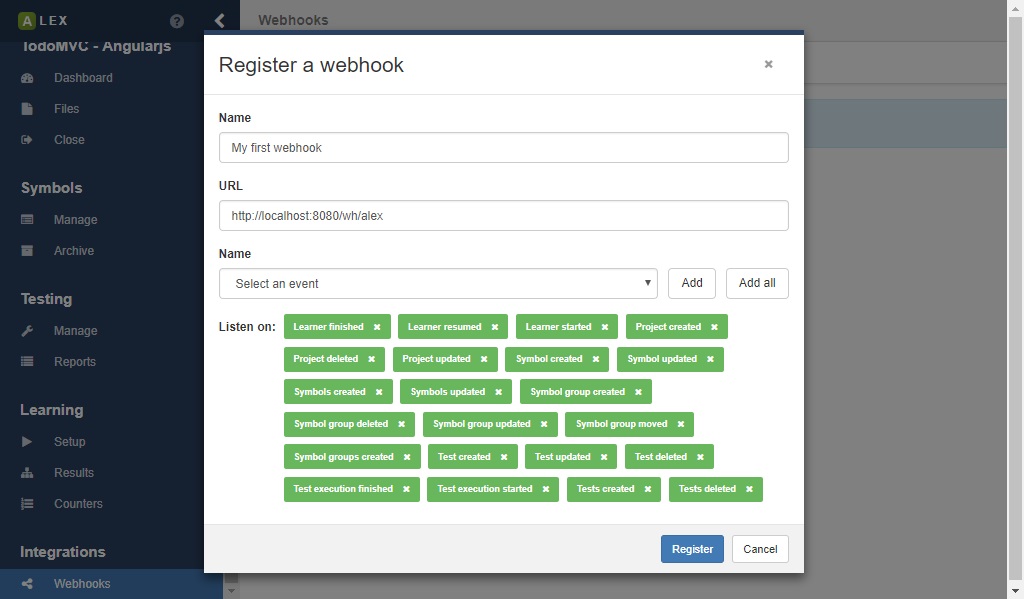 ALEX
?
Webhooks
TodoMVC - Angularjs
Dashboard
Files
Close
Symbols
Manage
Archive
Testing
Manage
Reports
Learning
Setup
Results
Counters
Integrations
Webhooks
Register a webhook
Name
My first webhook
URL
http://localhost:8080/wh/alex
Name
Select an event Add Add all
Listen on: Learner finished Learner resumed Learner started Project created
Project deleted Project updated Symbol created Symbol updated
Symbols created Symbols updated Symbol group created
Symbol group deleted Symbol group updated Symbol group moved
Symbol groups created Test created Test updated Test deleted
Test execution finished Test execution started Tests created Tests deleted
Register Cancel